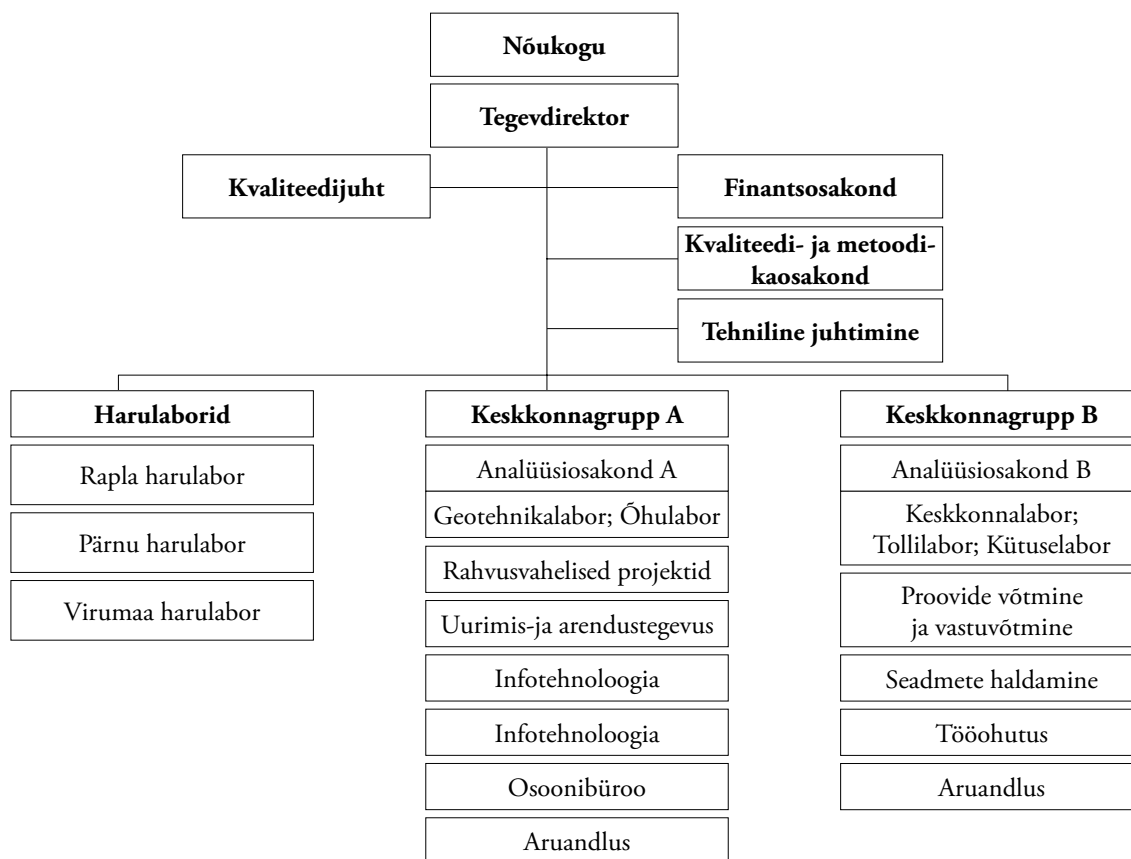 Nõukogu
Tegevdirektor
Kvaliteedijuht
Finantsosakond
Kvaliteedi- ja metoodi-
kaosakond
Tehniline juhtimine
Harulaborid
Rapla harulabor
Pärnu harulabor
Virumaa harulabor
Keskkonnagrupp A
Analüüsiosakond A
Geotehnikalabor; Õhulabor
Rahvusvahelised projektid
Uurimis-ja arendustegevus
Infotehnoloogia
Infotehnoloogia
Osoonibüroo
Aruandlus
Keskkonnagrupp B
Analüüsiosakond B
Keskkonnalabor;
Tollilabor; Kütuselabor
Proovide võtmine
ja vastuvõtmine
Seadmete haldamine
Tööohutus
Aruandlus